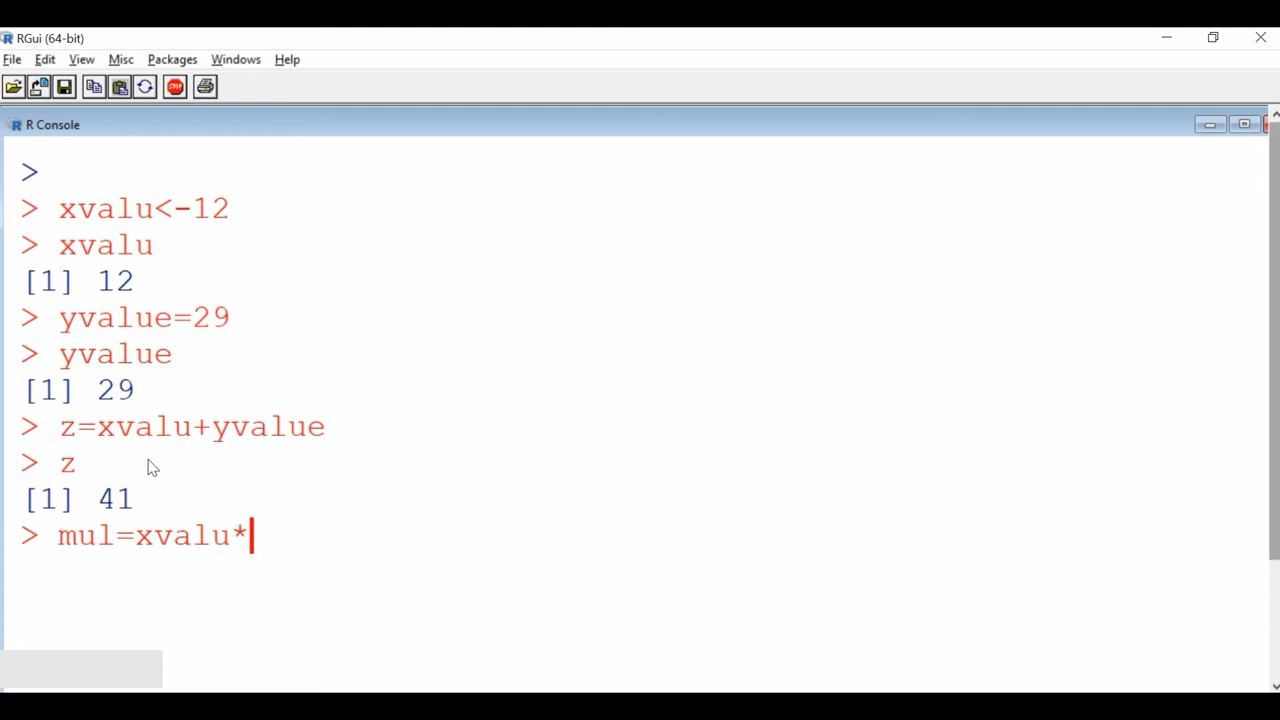 RGui (64-bit)
File Edit View Misc Packages Windows Help
STOP
R Console
>
> xvalu<-12
> xvalu
[1] 12
> yvalue=29
> yvalue
[1] 29
> z=xvalu+yvalue
> z
[1] 41
> mul=xvalu*